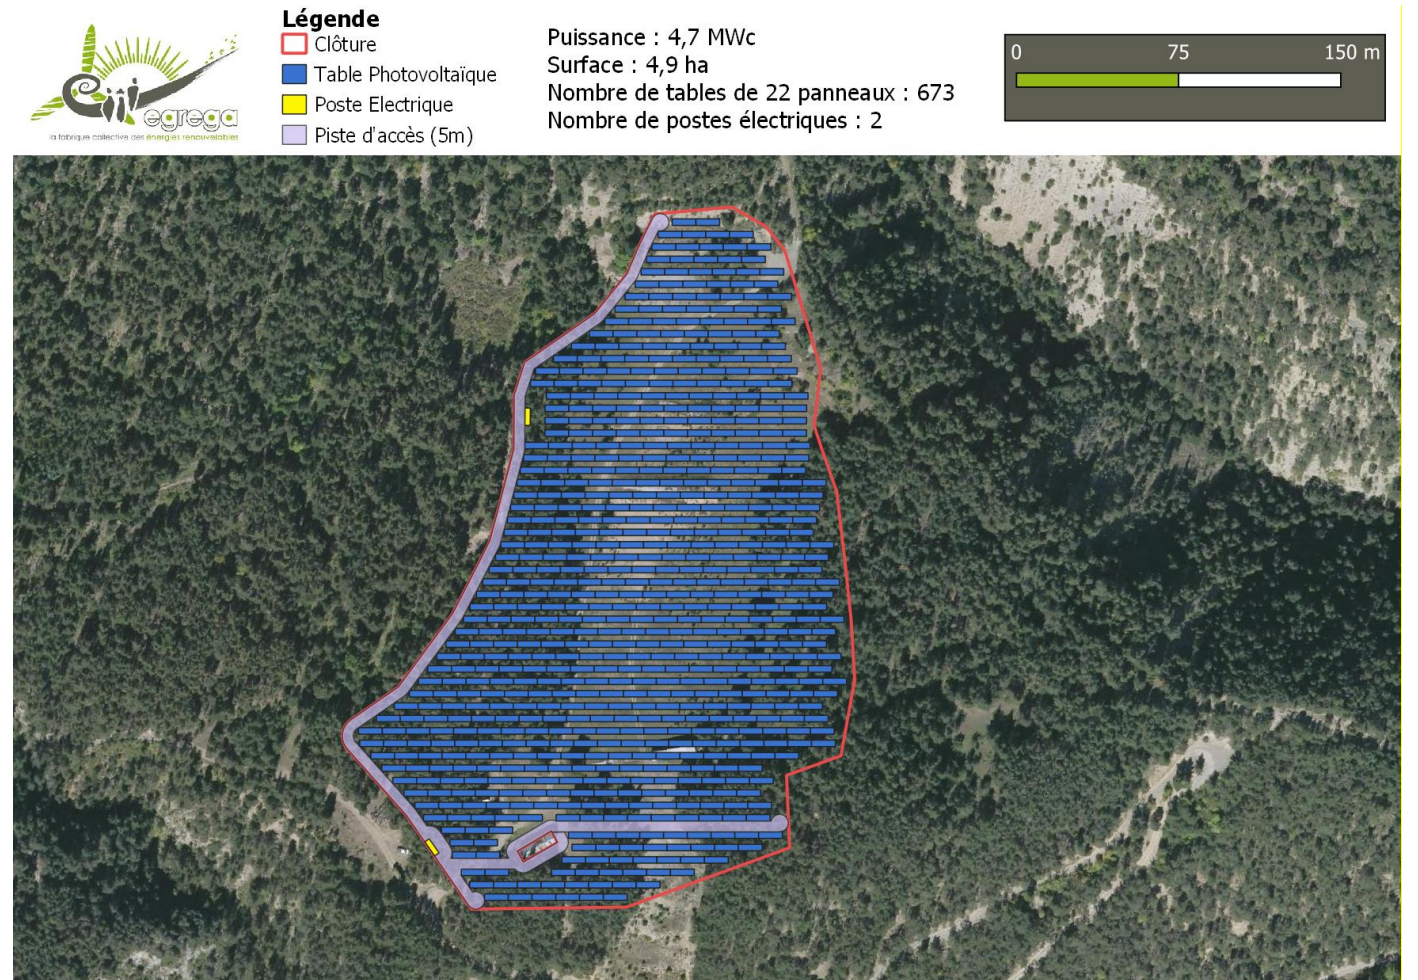 egrega
la fabrique collective des énergies renouvelables
Légende
Clôture
Table Photovoltaïque
Poste Electrique
Piste d'accès (5m)
Puissance : 4,7 MWc
Surface : 4,9 ha
Nombre de tables de 22 panneaux : 673
Nombre de postes électriques : 2
0 75 150 m